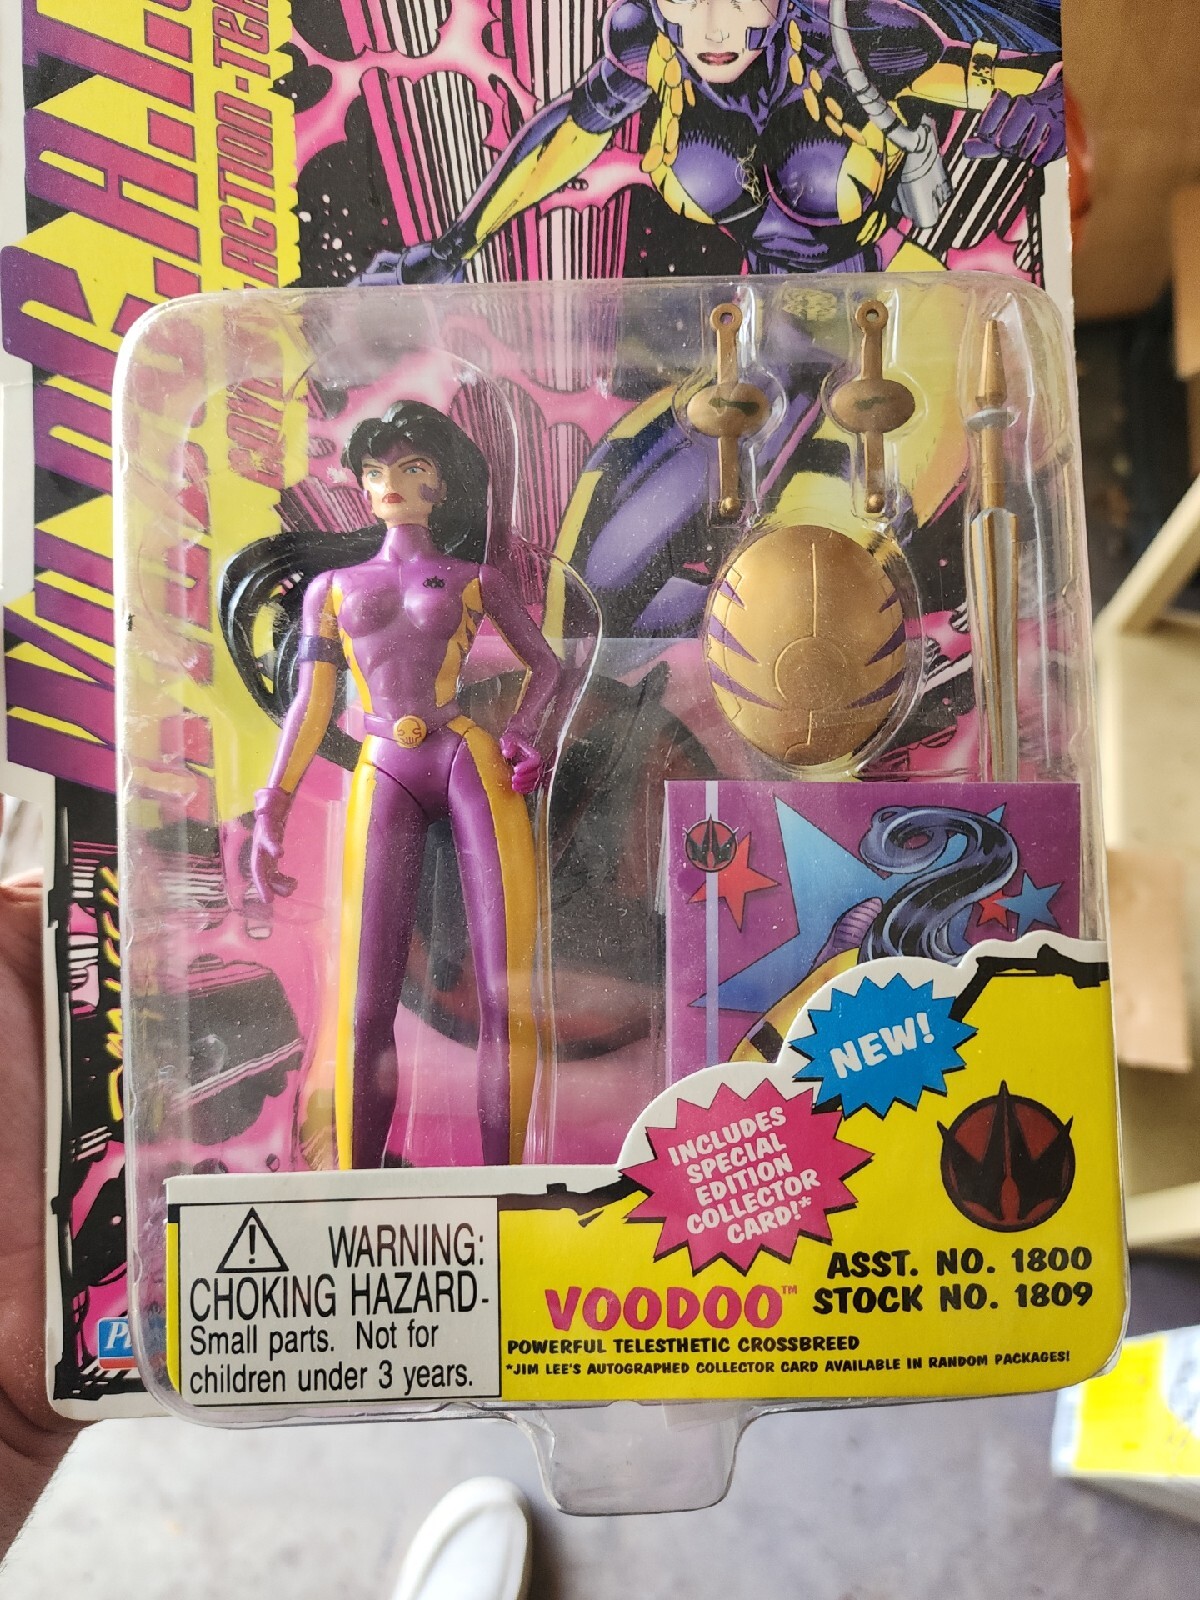 NEW!
INCLUDES
SPECIAL
EDITION
COLLECTOR
CARD!*
WARNING:
CHOKING HAZARD-
Small parts. Not for
children under 3 years.
VOODOO™
POWERFUL TELESTHETIC CROSSBREED
*JIM LEE'S AUTOGRAPHED COLLECTOR CARD AVAILABLE IN RANDOM PACKAGES!
ASST. NO. 1800
STOCK NO. 1809